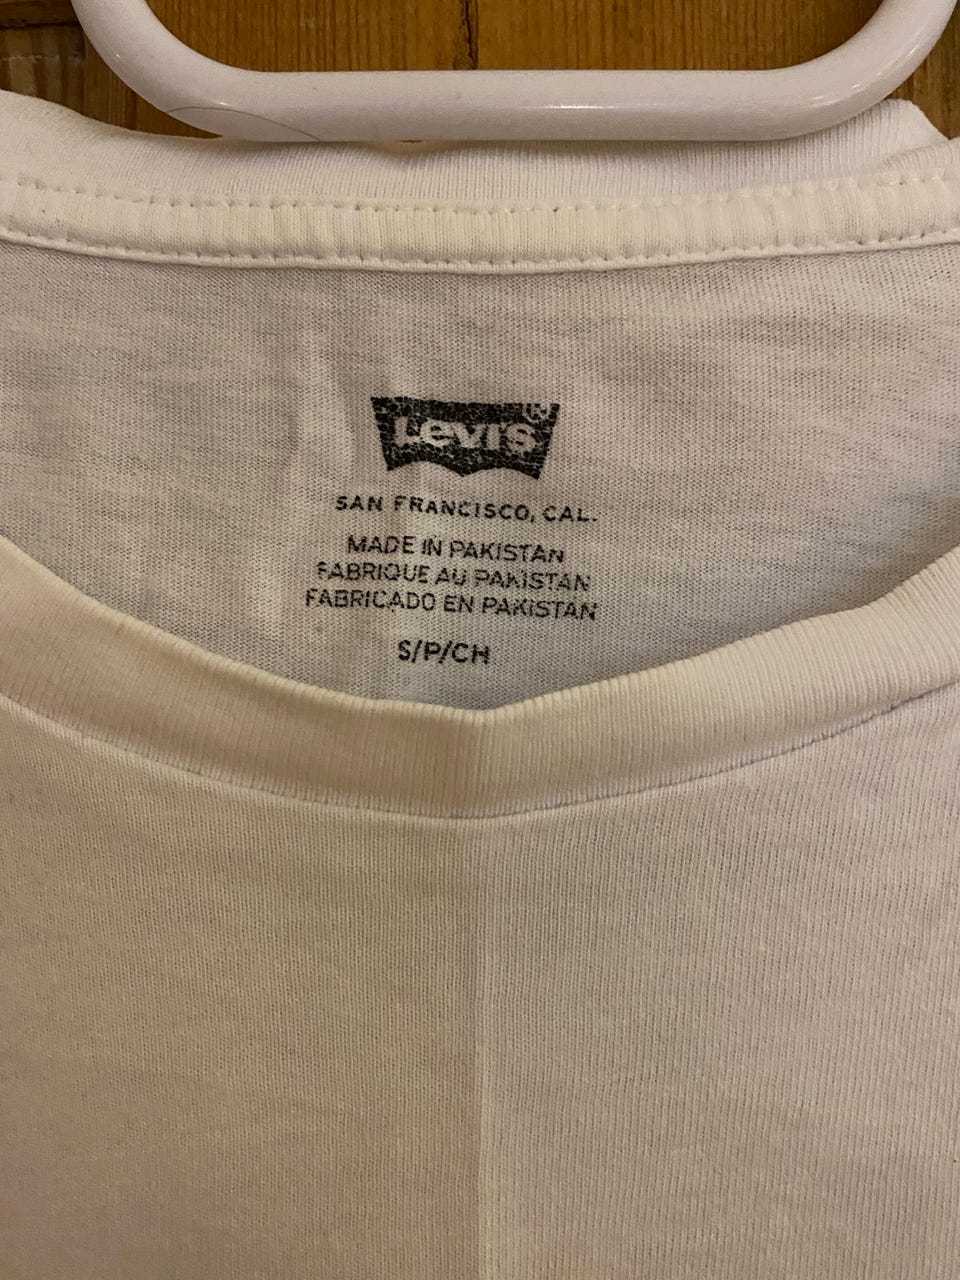 Levi's®
SAN FRANCISCO, CAL.
MADE IN PAKISTAN
FABRIQUE AU PAKISTAN
FABRICADO EN PAKISTAN
S/P/CH